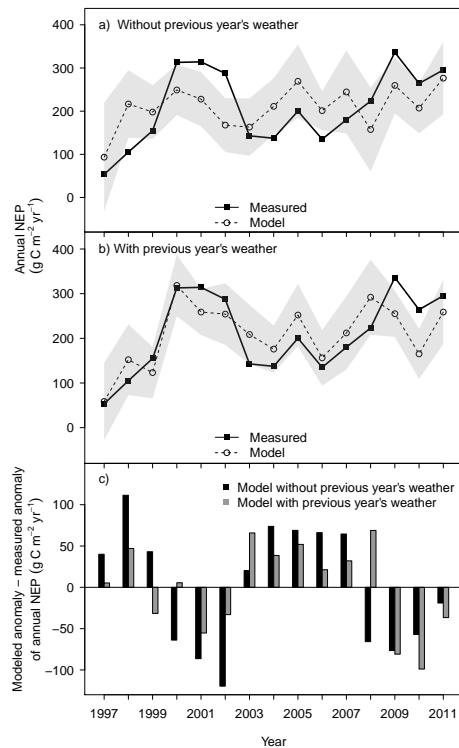 a) Without previous year's weather
400
300
200
100
0
Measured
Model
Annual NEP
(g C m−2 yr−1)
b) With previous year's weather
400
300
200
100
0
Measured
Model
c)
Model without previous year's weather
Model with previous year's weather
Modeled anomaly − measured anomaly
of annual NEP (g C m−2 yr−1)
100
50
0
−50
−100
1997 1999 2001 2003 2005 2007 2009 2011
Year